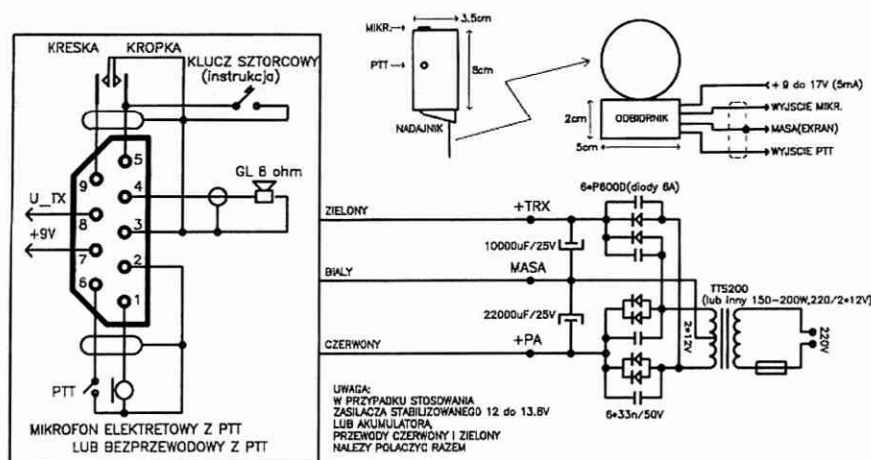 KRESKA KROPKA
KLUCZ SZTORCOWY
(instrukcja)
5
9
4
GL 8 ohm
U_TX
8
3
+9V
7
2
6
1
PTT
MIKROFON ELEKTRETOWY Z PTT
LUB BEZPRZEWODOWY Z PTT
3.5cm
MIKR.
PTT
8cm
NADAJNIK
2cm
ODBIORNIK
5cm
+ 9 do 17V (5mA)
WYJSCIE MIKR.
MASA(EKRAN)
WYJSCIE PTT
6*P600D(diody 6A)
ZIELONY
+TRX
10000uF/25V
BIALY
MASA
22000uF/25V
CZERWONY
+PA
TTS200
(lub inny 150-200W,220/2*12V)
2*12V
220V
6*33n/50V
UWAGA:
W PRZYPADKU STOSOWANIA
ZASILACZA STABILIZOWANEGO 12 do 13.8V
LUB AKUMULATORA,
PRZEWODY CZERWONY I ZIELONY
NALEZY POLACZYC RAZEM